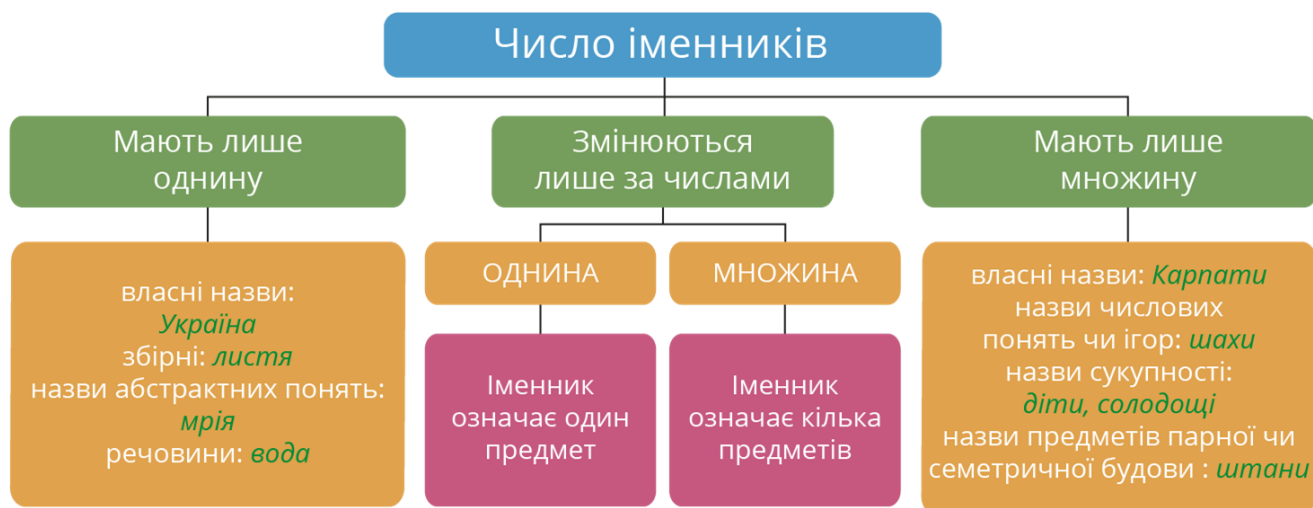 Число іменників
Мають лише
однину
власні назви:
Україна
збірні: листя
назви абстрактних понять:
мрія
речовини: вода
Змінюються
лише за числами
ОДНИНА
Іменник
означає один
предмет
МНОЖИНА
Іменник
означає кілька
предметів
Мають лише
множину
власні назви: Карпати
назви числових
понять чи ігор: шахи
назви сукупності:
діти, солодощі
назви предметів парної чи
семетричної будови : штани